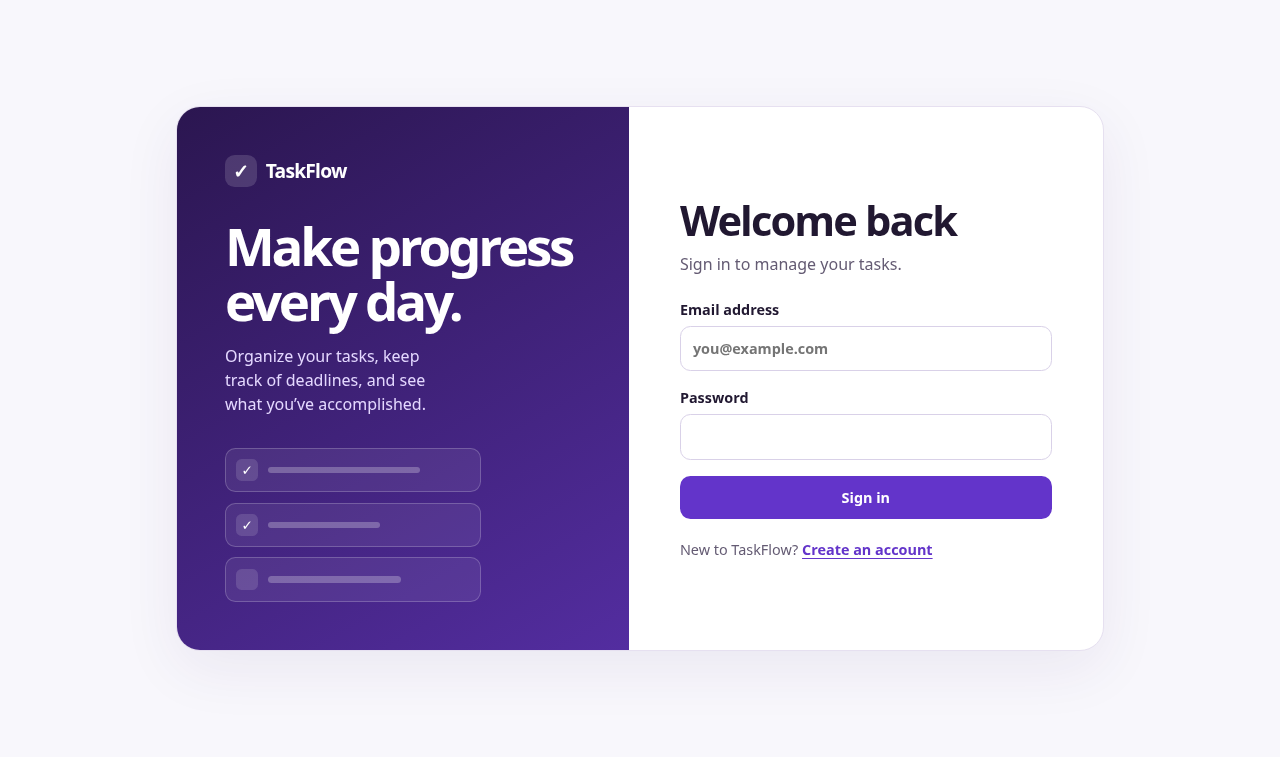 TaskFlow
Make progress
every day.
Organize your tasks, keep
track of deadlines, and see
what you’ve accomplished.
Welcome back
Sign in to manage your tasks.
Email address
you@example.com
Password
Sign in
New to TaskFlow? Create an account